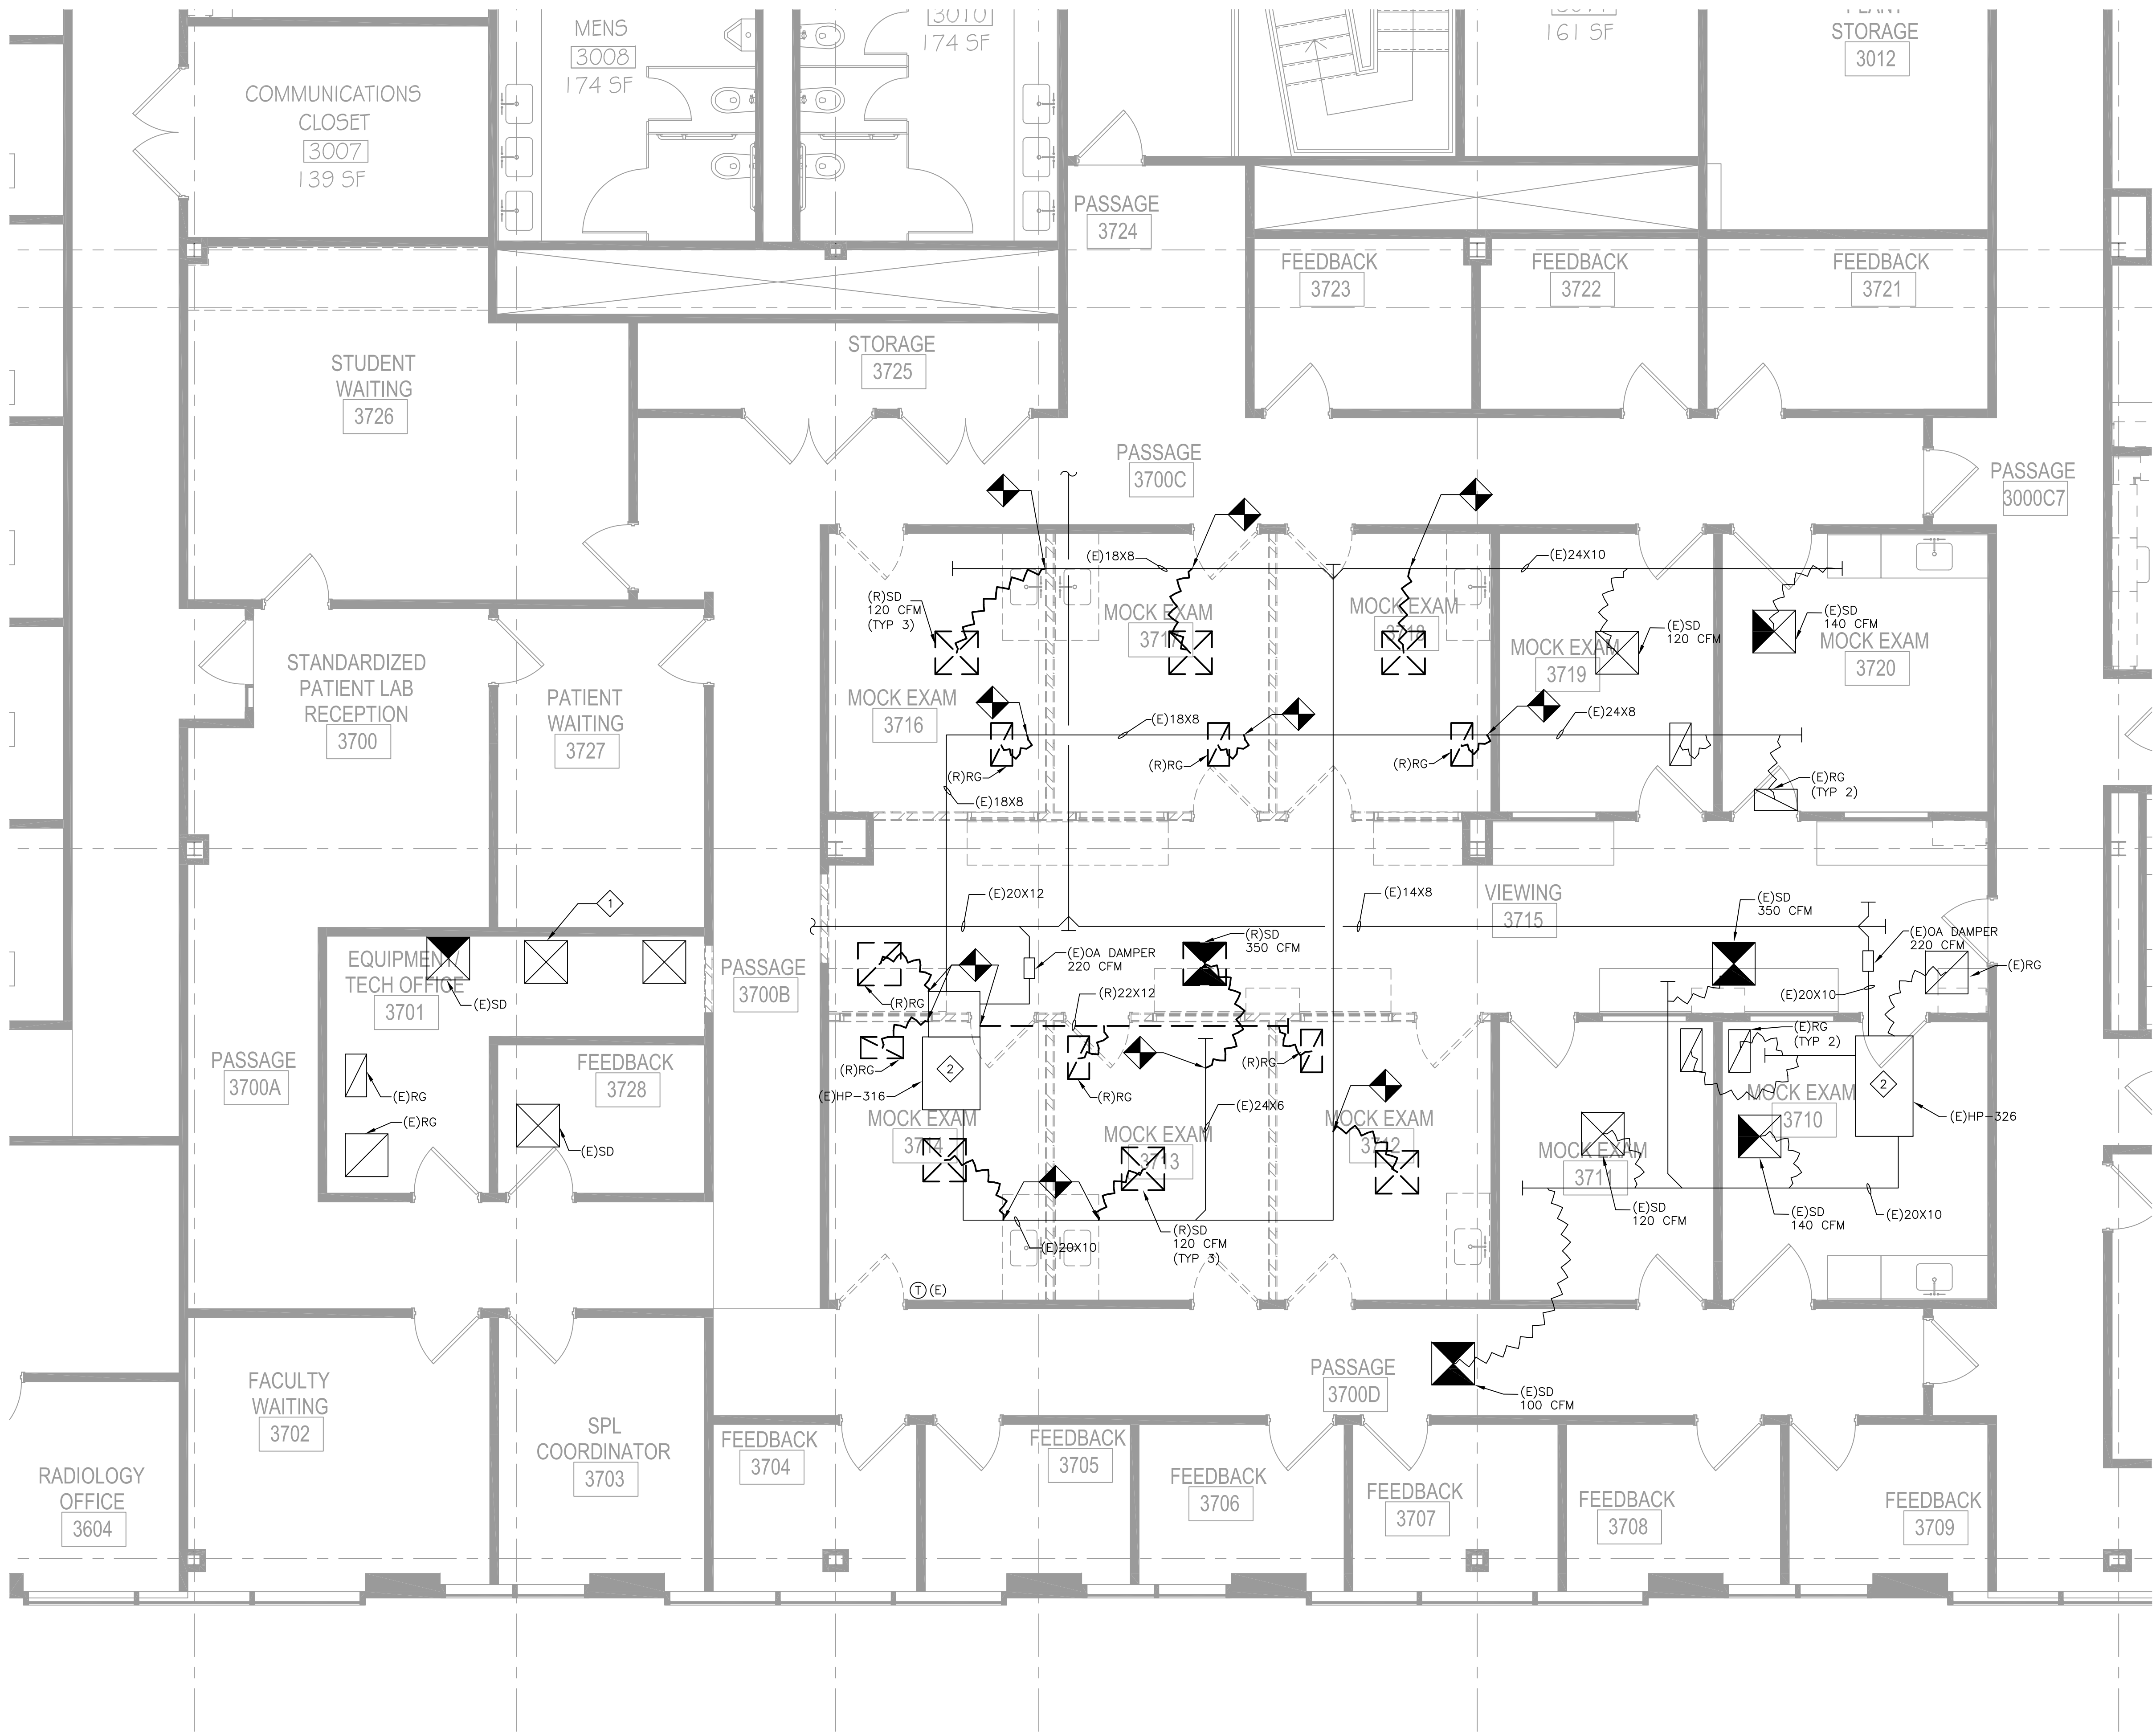 MENS
3008
174 SF
3010
174 SF
161 SF
STORAGE
3012
COMMUNICATIONS
CLOSET
3007
139 SF
PASSAGE
3724
FEEDBACK
3723
FEEDBACK
3722
FEEDBACK
3721
STUDENT
WAITING
3726
STORAGE
3725
PASSAGE
3700C
PASSAGE
3000C7
(E)18X8
(E)24X10
(R)SD
120 CFM
(TYP 3)
MOCK EXAM
3717
MOCK EXAM
3718
(E)SD
120 CFM
(E)SD
140 CFM
MOCK EXAM
3719
MOCK EXAM
3720
STANDARDIZED
PATIENT LAB
RECEPTION
3700
PATIENT
WAITING
3727
MOCK EXAM
3716
(E)18X8
(E)24X8
(R)RG
(R)RG
(R)RG
(E)RG
(TYP 2)
(E)18X8
1
(E)20X12
(E)14X8
VIEWING
3715
(E)SD
350 CFM
(R)SD
350 CFM
(E)OA DAMPER
220 CFM
(E)OA DAMPER
220 CFM
(E)RG
EQUIPMENT/
TECH OFFICE
3701
(E)SD
PASSAGE
3700B
(R)RG
(R)22X12
(E)20X10
(E)RG
(TYP 2)
PASSAGE
3700A
FEEDBACK
3728
(R)RG
2
(R)RG
2
(E)RG
(E)HP-316
(R)RG
(E)24X6
MOCK EXAM
3710
(E)HP-326
(E)RG
(E)SD
MOCK EXAM
3714
MOCK EXAM
3713
MOCK EXAM
3712
MOCK EXAM
3711
(E)SD
120 CFM
(E)SD
140 CFM
(E)20X10
(E)20X10
(R)SD
120 CFM
(TYP 3)
T (E)
FACULTY
WAITING
3702
PASSAGE
3700D
(E)SD
100 CFM
SPL
COORDINATOR
3703
FEEDBACK
3704
FEEDBACK
3705
FEEDBACK
3706
FEEDBACK
3707
FEEDBACK
3708
FEEDBACK
3709
RADIOLOGY
OFFICE
3604